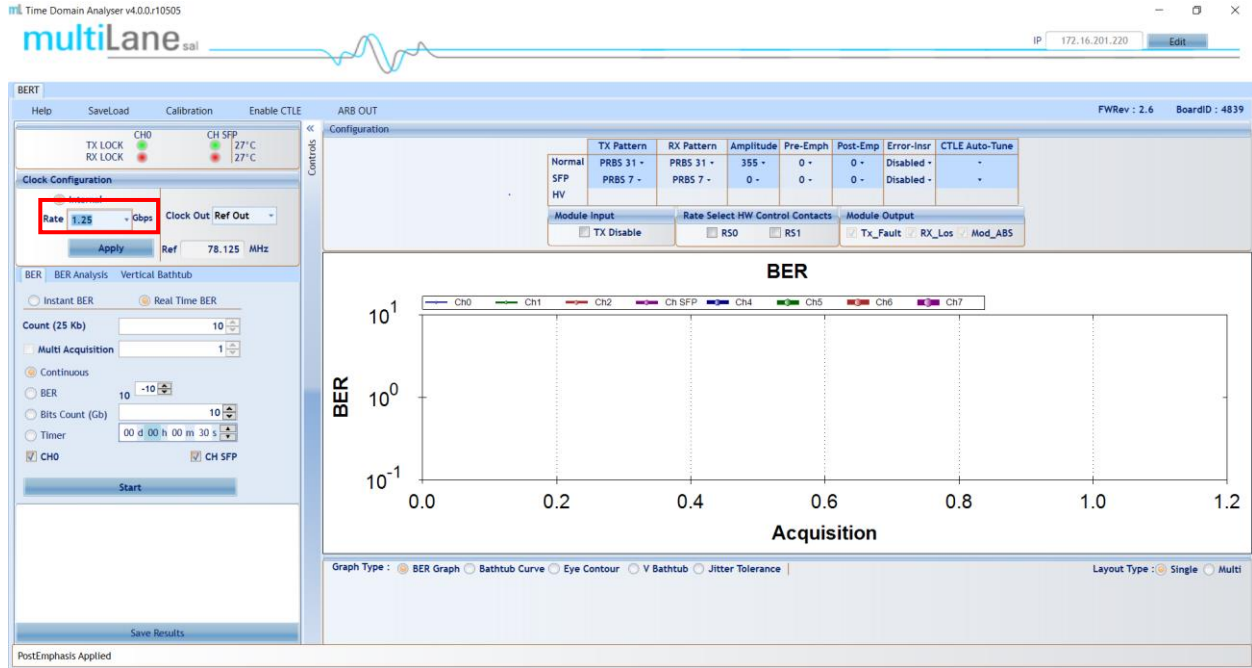 mL Time Domain Analyser v4.0.0.r10505
multiLane sal
IP 172.16.201.220 Edit
BERT
Help SaveLoad Calibration Enable CTLE ARB OUT FWRev : 2.6 BoardID : 4839
CH0 CH SFP
TX LOCK 27°C
RX LOCK 27°C
Clock Configuration
Internal
Rate 1.25 Gbps Clock Out Ref Out
Apply Ref 78.125 MHz
BER BER Analysis Vertical Bathtub
Instant BER Real Time BER
Count (25 Kb) 10
Multi Acquisition 1
Continuous
BER 10 -10
Bits Count (Gb) 10
Timer 00 d 00 h 00 m 30 s
CH0 CH SFP
Start
Save Results
PostEmphasis Applied
« Controls
Configuration
TX Pattern RX Pattern Amplitude Pre-Emph Post-Emp Error-Insr CTLE Auto-Tune
Normal PRBS 31 PRBS 31 355 0 0 Disabled
SFP PRBS 7 PRBS 7 0 0 0 Disabled
HV
Module Input Rate Select HW Control Contacts Module Output
TX Disable RS0 RS1 Tx_Fault RX_Los Mod_ABS
BER
Ch0 Ch1 Ch2 Ch SFP Ch4 Ch5 Ch6 Ch7
10^1
10^0
10^-1
BER
0.0 0.2 0.4 0.6 0.8 1.0 1.2
Acquisition
Graph Type : BER Graph Bathtub Curve Eye Contour V Bathtub Jitter Tolerance Layout Type : Single Multi